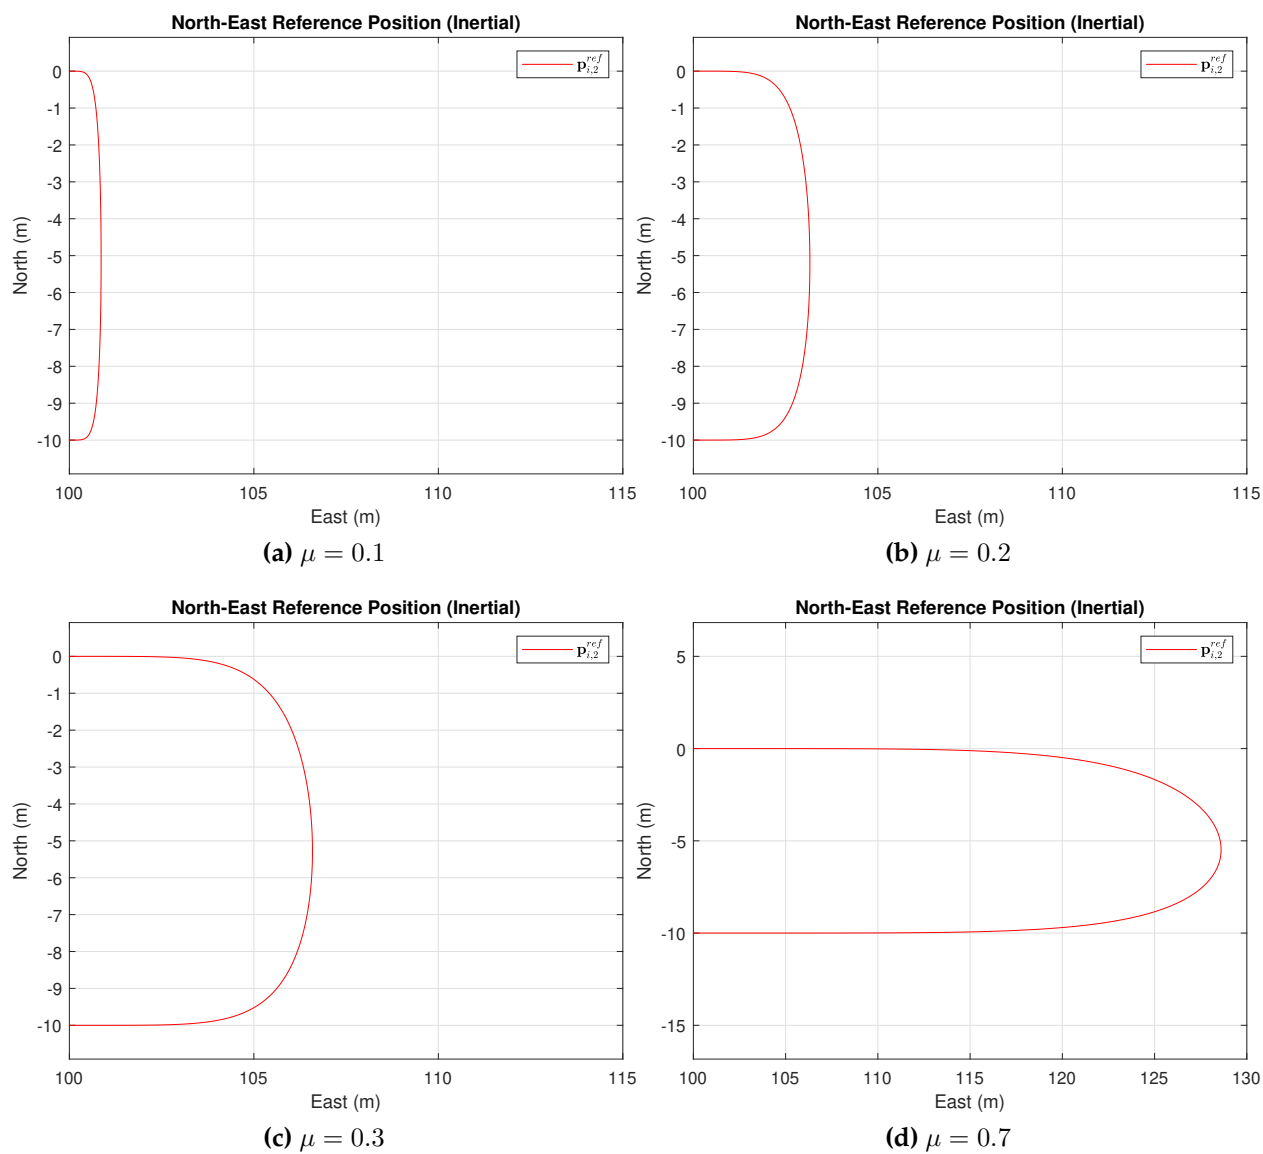 North-East Reference Position (Inertial)
p_{i,2}^{ref}
0
-1
-2
-3
-4
-5
-6
-7
-8
-9
-10
North (m)
100
105
110
115
East (m)
(a) μ = 0.1
North-East Reference Position (Inertial)
p_{i,2}^{ref}
0
-1
-2
-3
-4
-5
-6
-7
-8
-9
-10
North (m)
100
105
110
115
East (m)
(b) μ = 0.2
North-East Reference Position (Inertial)
p_{i,2}^{ref}
0
-1
-2
-3
-4
-5
-6
-7
-8
-9
-10
North (m)
100
105
110
115
East (m)
(c) μ = 0.3
North-East Reference Position (Inertial)
p_{i,2}^{ref}
5
0
-5
-10
-15
North (m)
100
105
110
115
120
125
130
East (m)
(d) μ = 0.7